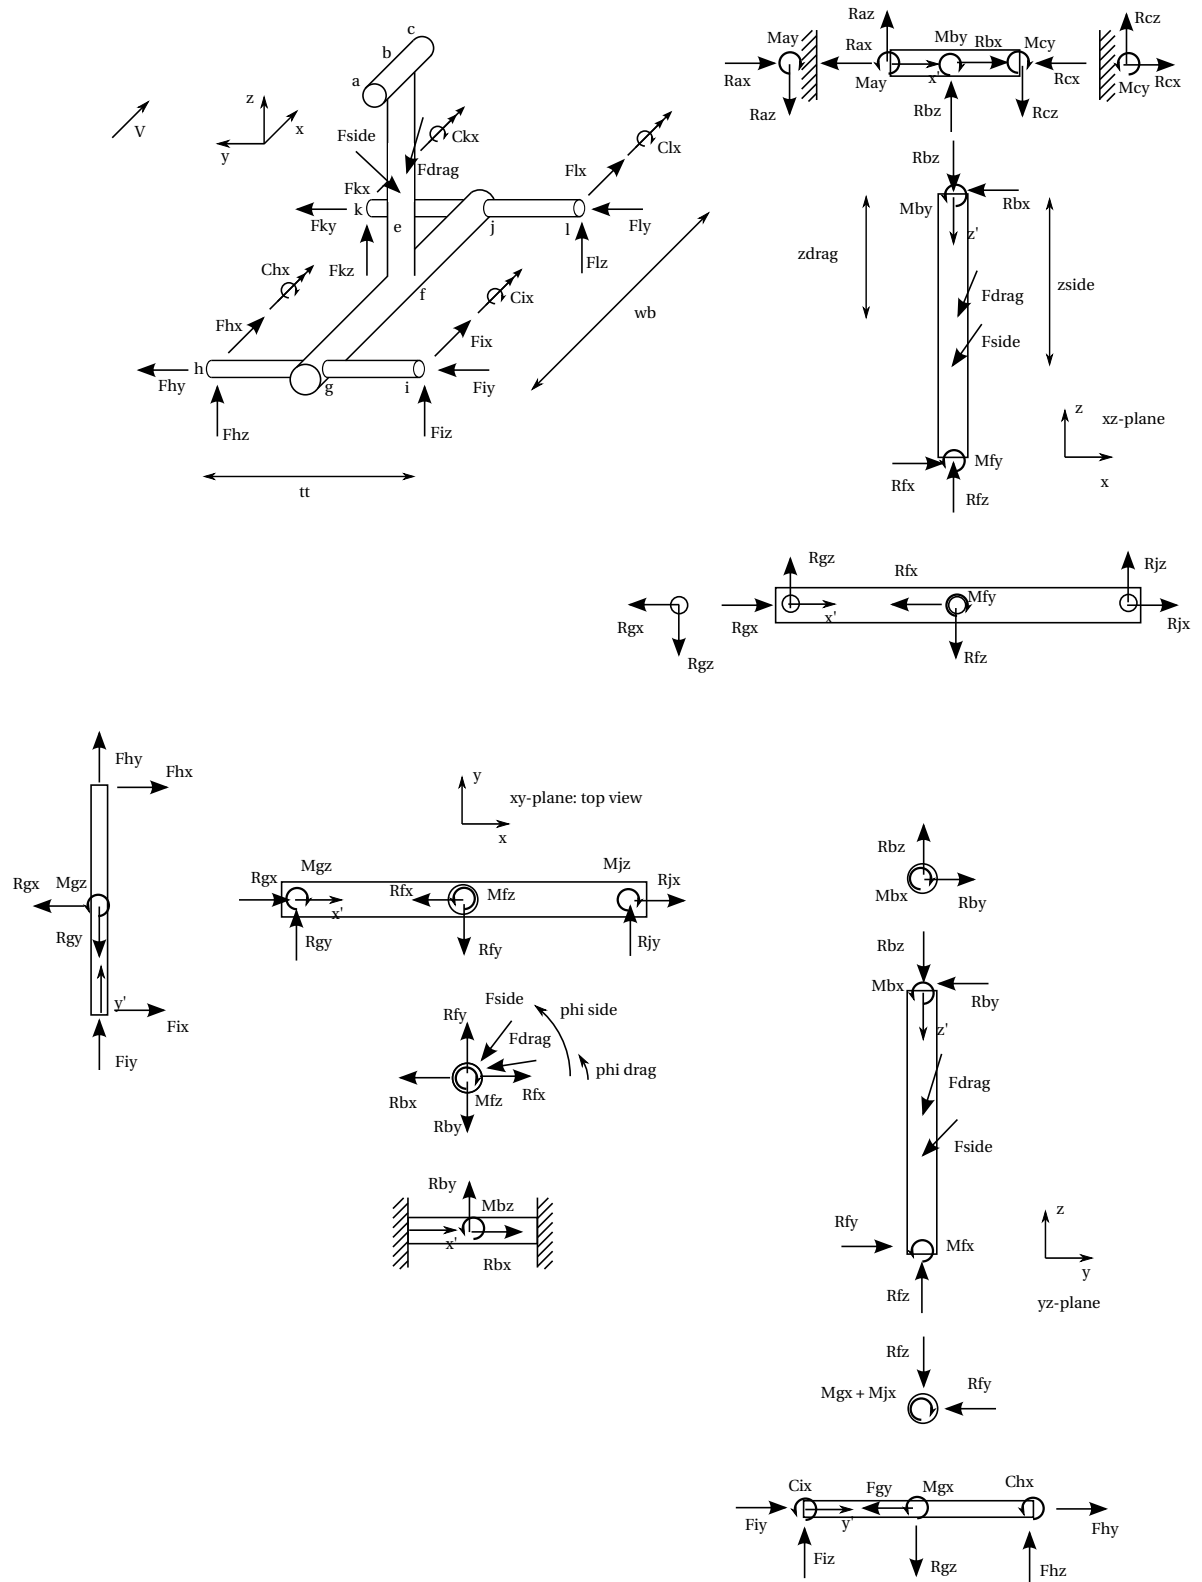 c
b
a
z
x
y
V
Fside
Ckx
Fdrag
Clx
Flx
Fkx
k
Fky
e
j
l
Fly
Fkz
Flz
Chx
f
Cix
wb
Fhx
Fix
h
Fhy
g
i
Fiy
Fhz
Fiz
tt
Raz
Rcz
May
Rax
Mby
Rbx
Mcy
Rax
May
x'
Rcx
Mcy
Rcx
Raz
Rbz
Rcz
Rbz
Mby
Rbx
z'
zdrag
Fdrag
zside
Fside
z
xz-plane
Mfy
Rfx
x
Rfz
Rgz
Rfx
Rjz
Mfy
Rgx
Rgx
x'
Rjx
Rgz
Rfz
Fhy
Fhx
Rgx
Mgz
Rgy
y'
Fix
Fiy
y
xy-plane: top view
x
Mgz
Mjz
Rgx
Rfx
Mfz
Rjx
x'
Rgy
Rfy
Rjy
Fside
Rfy
phi side
Fdrag
phi drag
Rbx
Mfz
Rfx
Rby
Rby
Mbz
x'
Rbx
Rbz
Mbx
Rby
Rbz
Mbx
Rby
z'
Fdrag
Fside
Rfy
Mfx
z
y
Rfz
yz-plane
Rfz
Mgx + Mjx
Rfy
Cix
Fgy
Mgx
Chx
Fiy
y'
Fhy
Fiz
Rgz
Fhz